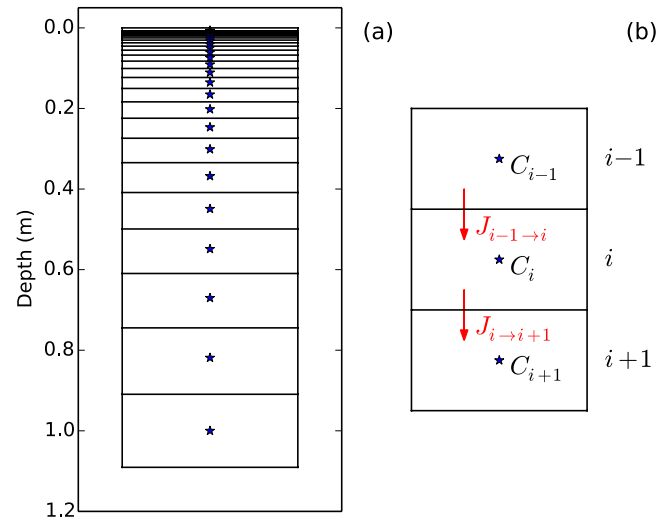 (a)
(b)
0.0
0.2
0.4
0.6
0.8
1.0
1.2
Depth (m)
C_{i−1}
i−1
J_{i−1→i}
C_i
i
J_{i→i+1}
C_{i+1}
i+1